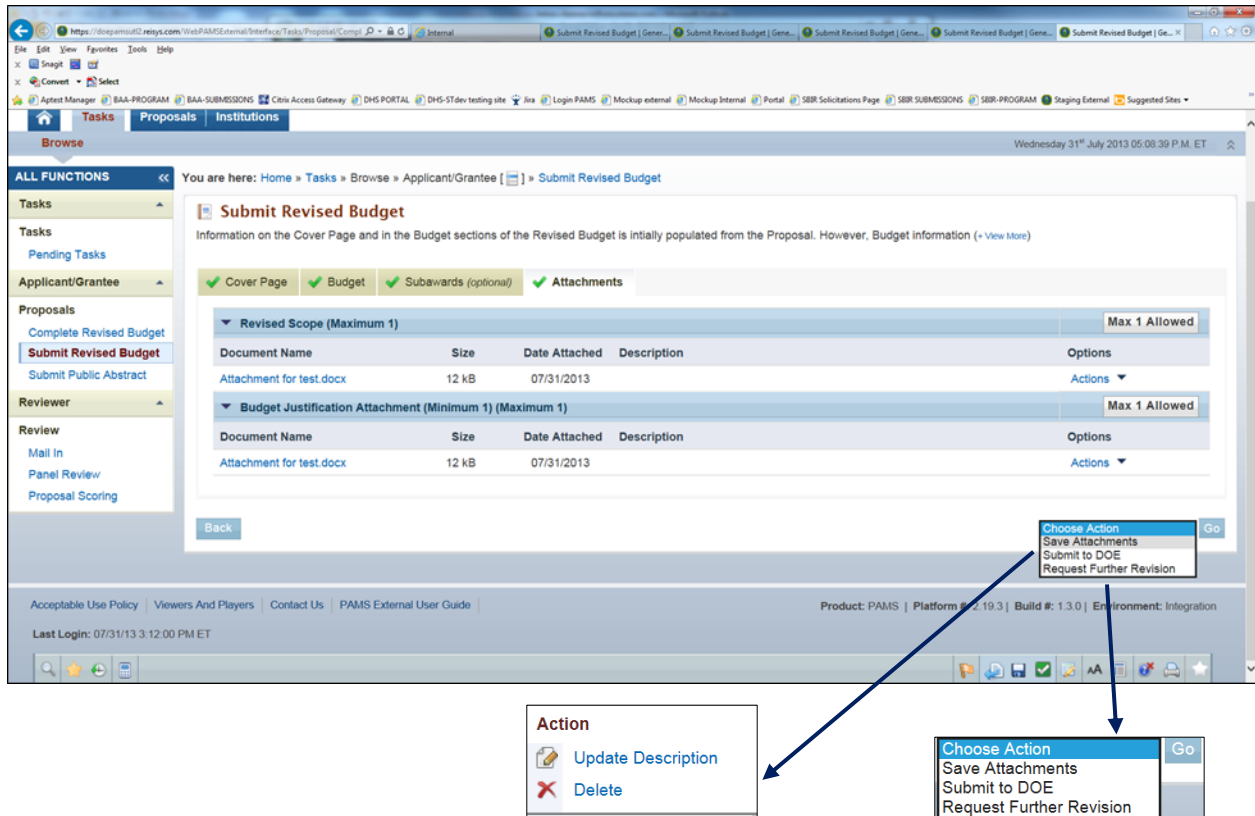 https://doepamsutl2.reisys.com/WebPAMSExternal/Interface/Tasks/Proposal/Compl
Internal
Submit Revised Budget | Gener...
Submit Revised Budget | Gene...
Submit Revised Budget | Gene...
Submit Revised Budget | Gene...
Submit Revised Budget | Ge... ×
File Edit View Favorites Tools Help
x Snagit
x Convert Select
Aptest Manager BAA-PROGRAM BAA-SUBMISSIONS Citrix Access Gateway DHS PORTAL DHS-STdev testing site Jira Login PAMS Mockup external Mockup Internal Portal SBIR Solicitations Page SBIR SUBMISSIONS SBIR-PROGRAM Staging External Suggested Sites
Tasks Proposals Institutions
Browse
Wednesday 31st July 2013 05:08:39 P.M. ET
ALL FUNCTIONS «
You are here: Home » Tasks » Browse » Applicant/Grantee [ ] » Submit Revised Budget
Tasks
Tasks
Pending Tasks
Applicant/Grantee
Proposals
Complete Revised Budget
Submit Revised Budget
Submit Public Abstract
Reviewer
Review
Mail In
Panel Review
Proposal Scoring
Submit Revised Budget
Information on the Cover Page and in the Budget sections of the Revised Budget is intially populated from the Proposal. However, Budget information (+ View More)
Cover Page Budget Subawards (optional) Attachments
Revised Scope (Maximum 1) Max 1 Allowed
Document Name Size Date Attached Description Options
Attachment for test.docx 12 kB 07/31/2013 Actions
Budget Justification Attachment (Minimum 1) (Maximum 1) Max 1 Allowed
Document Name Size Date Attached Description Options
Attachment for test.docx 12 kB 07/31/2013 Actions
Back
Choose Action Go
Save Attachments
Submit to DOE
Request Further Revision
Acceptable Use Policy Viewers And Players Contact Us PAMS External User Guide
Product: PAMS | Platform #: 2.19.3 | Build #: 1.3.0 | Environment: Integration
Last Login: 07/31/13 3:12:00 PM ET
AA
Action
Update Description
Delete
Choose Action Go
Save Attachments
Submit to DOE
Request Further Revision